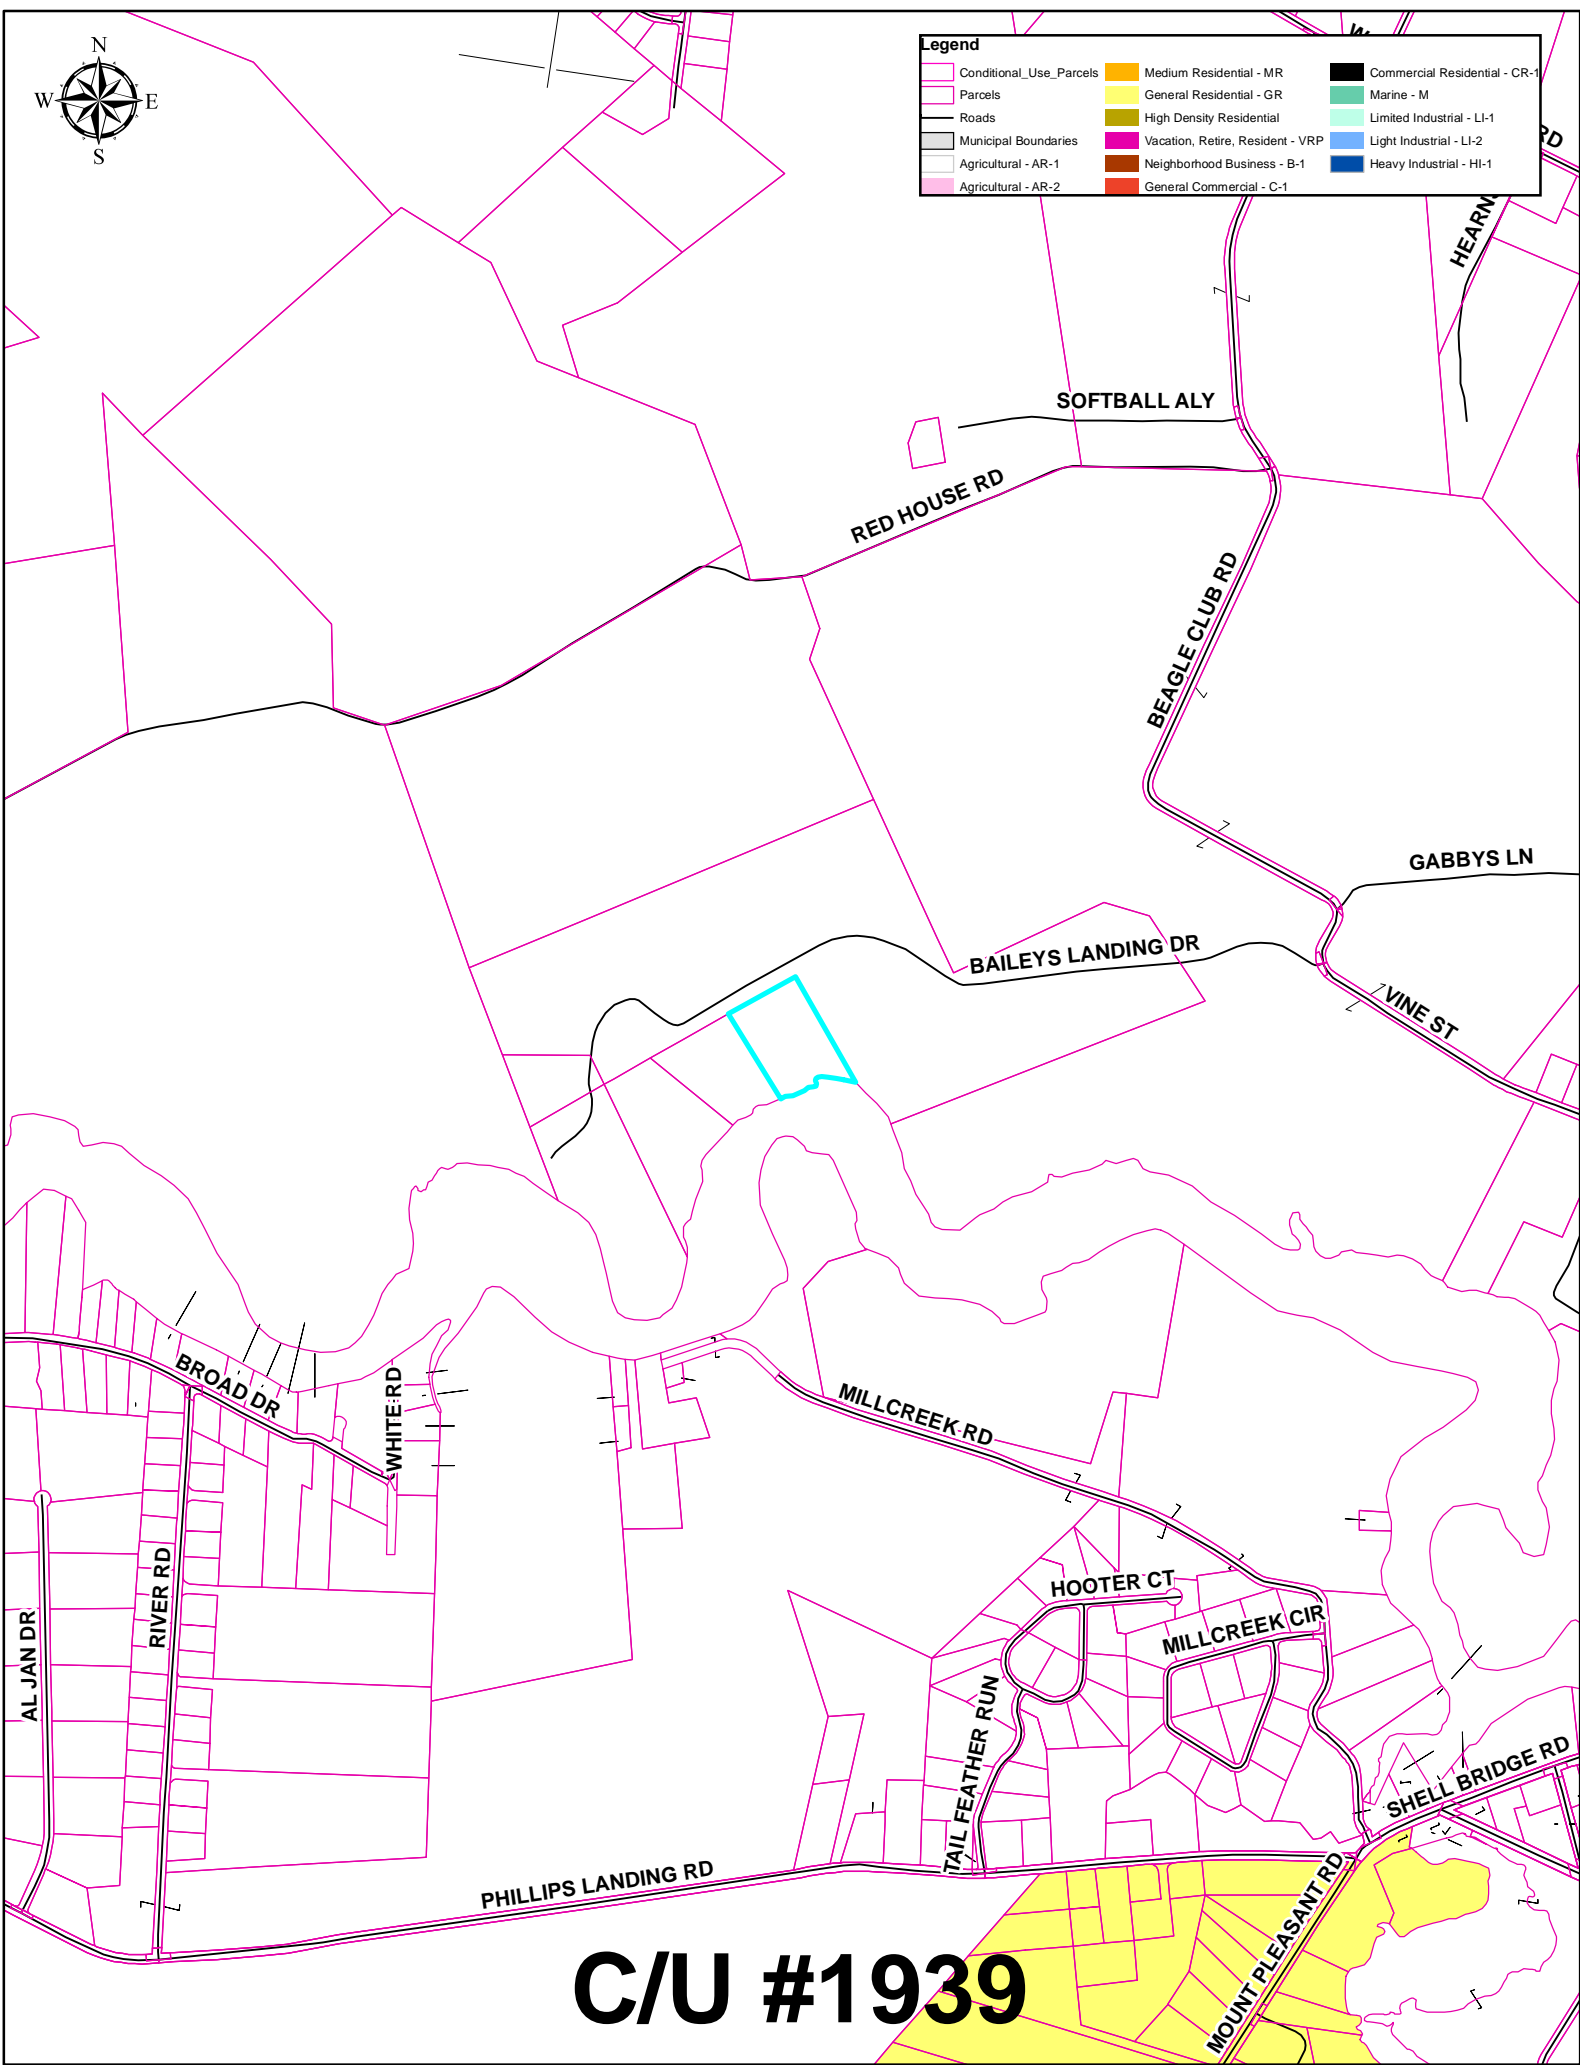 N
W E
S
Legend
Conditional_Use_Parcels
Parcels
Roads
Municipal Boundaries
Agricultural - AR-1
Agricultural - AR-2
Medium Residential - MR
General Residential - GR
High Density Residential
Vacation, Retire, Resident - VRP
Neighborhood Business - B-1
General Commercial - C-1
Commercial Residential - CR-1
Marine - M
Limited Industrial - LI-1
Light Industrial - LI-2
Heavy Industrial - HI-1
RD
HEARNS
SOFTBALL ALY
RED HOUSE RD
BEAGLE CLUB RD
GABBYS LN
BAILEYS LANDING DR
VINE ST
BROAD DR
WHITE RD
MILLCREEK RD
RIVER RD
AL JAN DR
HOOTER CT
MILLCREEK CIR
TAIL FEATHER RUN
SHELL BRIDGE RD
PHILLIPS LANDING RD
MOUNT PLEASANT RD
C/U #1939